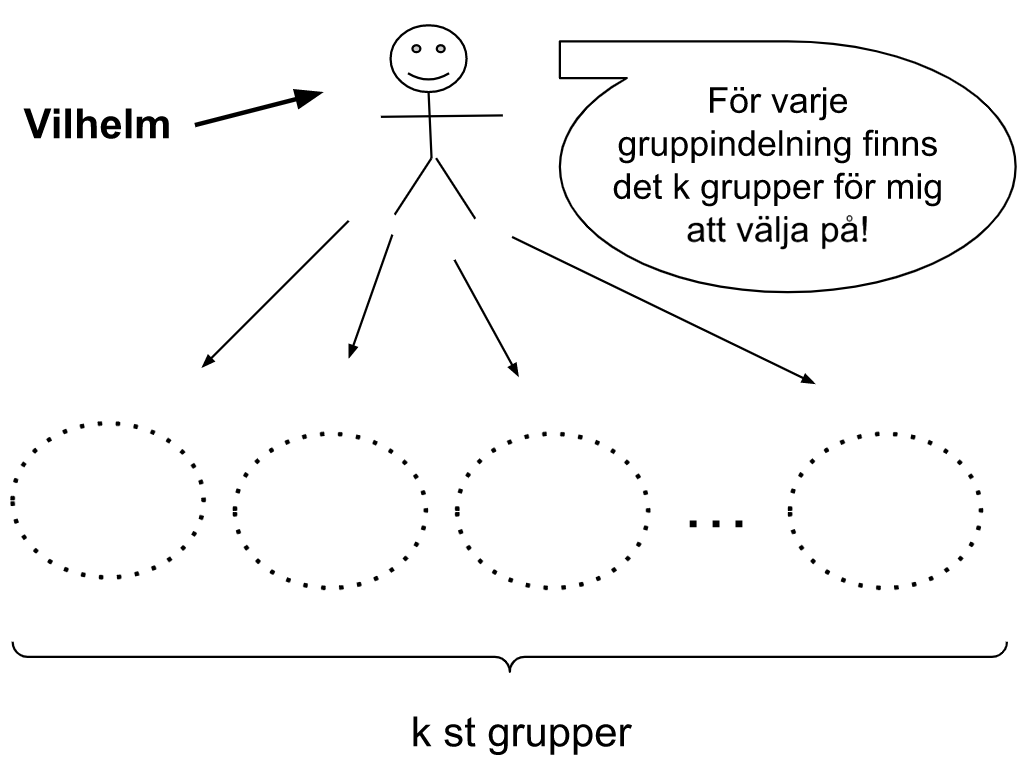 Vilhelm
För varje
gruppindelning finns
det k grupper för mig
att välja på!
...
k st grupper